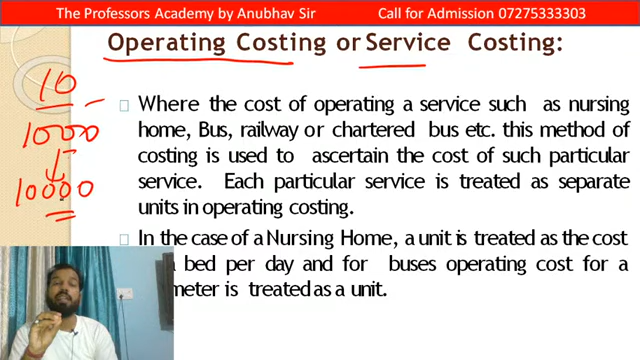 The Professors Academy by Anubhav Sir Call for Admission 07275333303
Operating Costing or Service Costing:
10
1000
10000
Where the cost of operating a service such as nursing
home, Bus, railway or chartered bus etc. this method of
costing is used to ascertain the cost of such particular
service. Each particular service is treated as separate
units in operating costing.
In the case of a Nursing Home, a unit is treated as the cost
bed per day and for buses operating cost for a
meter is treated as a unit.